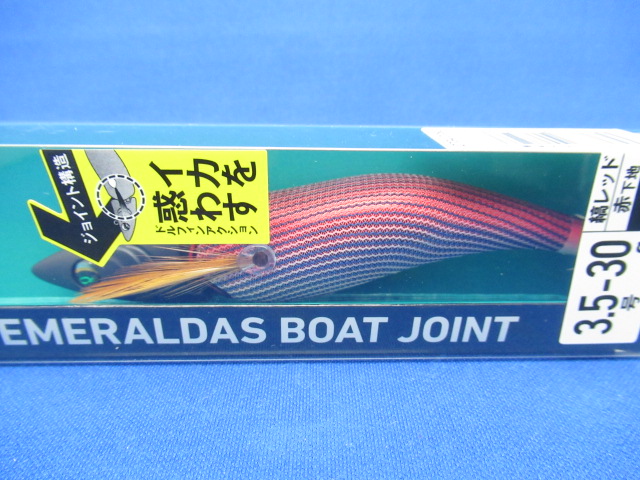 ジョイント構造
イカを
惑わす
ドルフィンアクション
EMERALDAS BOAT JOINT
縞レッド
赤下地
3.5-30
号